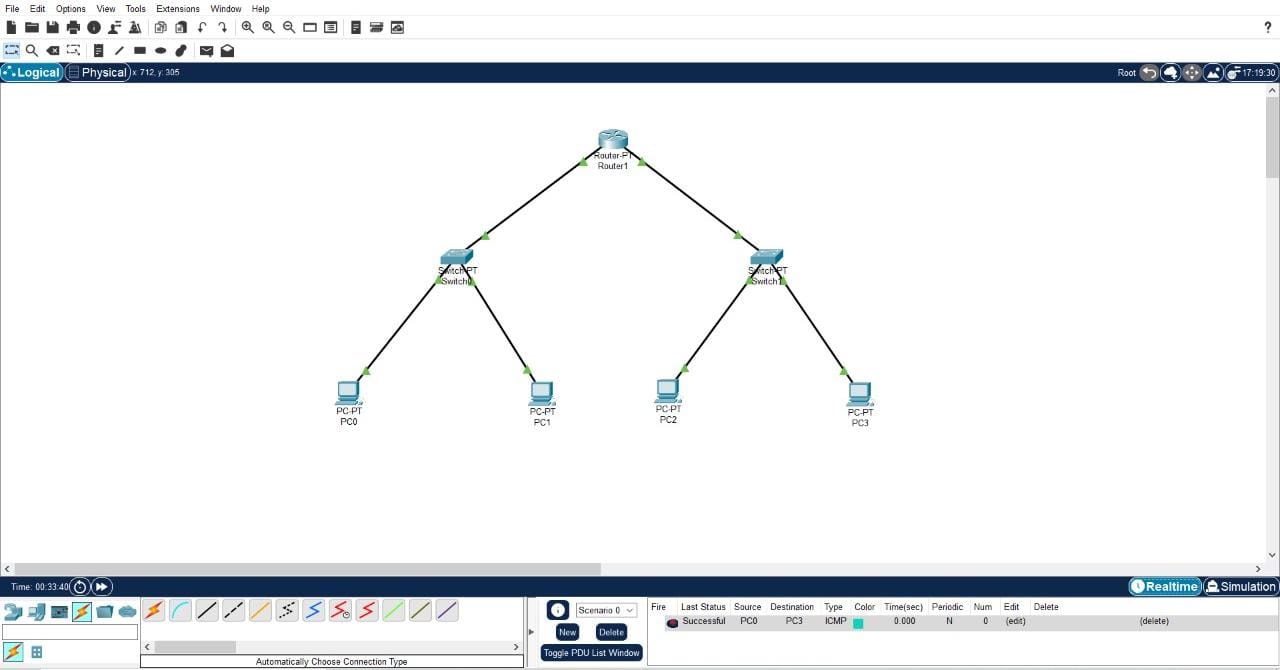 File Edit Options View Tools Extensions Window Help
?
Logical Physical x: 712, y: 305 Root 17:19:30
Router-PT
Router1
Switch-PT
Switch0
Switch-PT
Switch1
PC-PT
PC0
PC-PT
PC1
PC-PT
PC2
PC-PT
PC3
Time: 00:33:40 Realtime Simulation
Scenario 0
New Delete
Toggle PDU List Window
Fire Last Status Source Destination Type Color Time(sec) Periodic Num Edit Delete
Successful PC0 PC3 ICMP 0.000 N 0 (edit) (delete)
Automatically Choose Connection Type